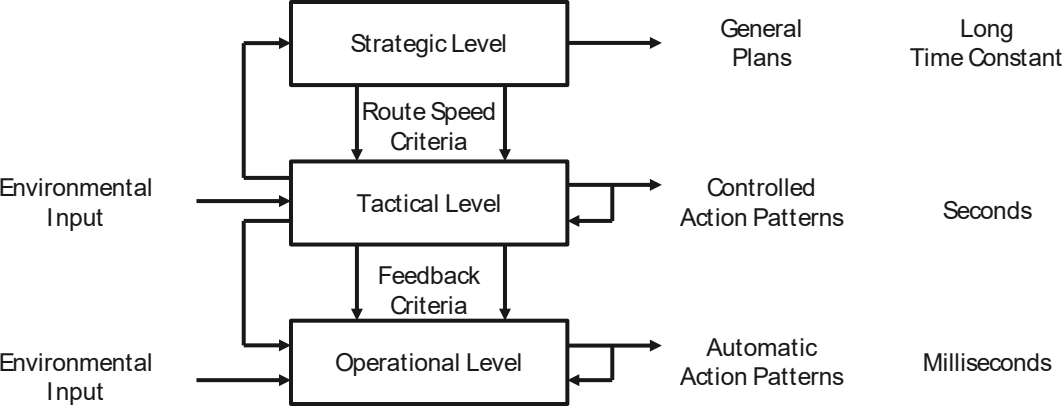 Strategic Level
General
Plans
Long
Time Constant
Route Speed
Criteria
Environmental
Input
Tactical Level
Controlled
Action Patterns
Seconds
Feedback
Criteria
Environmental
Input
Operational Level
Automatic
Action Patterns
Milliseconds